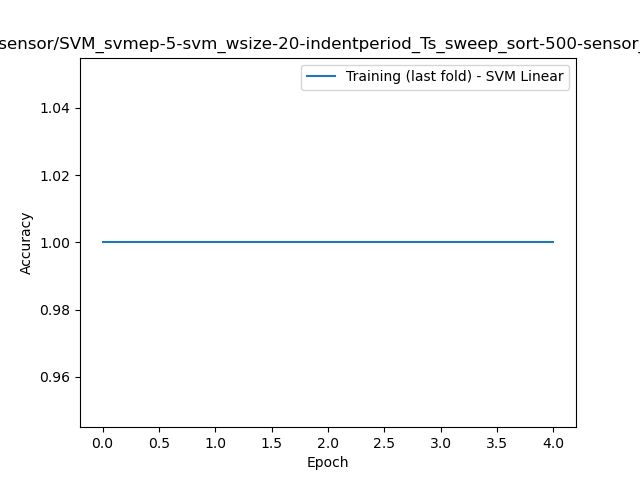 sensor/SVM_svmep-5-svm_wsize-20-indentperiod_Ts_sweep_sort-500-sensor_
Training (last fold) - SVM Linear
1.04
1.02
1.00
0.98
0.96
Accuracy
0.0 0.5 1.0 1.5 2.0 2.5 3.0 3.5 4.0
Epoch